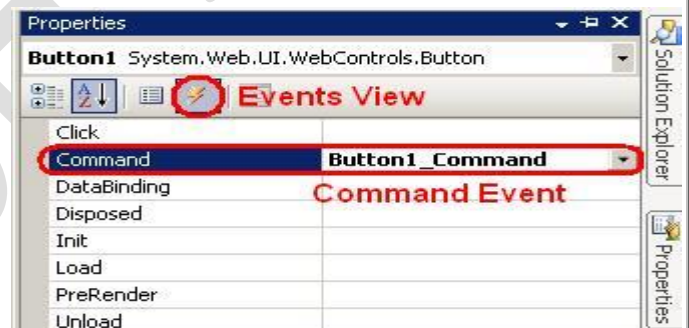 Properties
Button1 System.Web.UI.WebControls.Button
Events View
Click
Command Button1_Command
DataBinding
Command Event
Disposed
Init
Load
PreRender
Unload
Solution Explorer
Properties